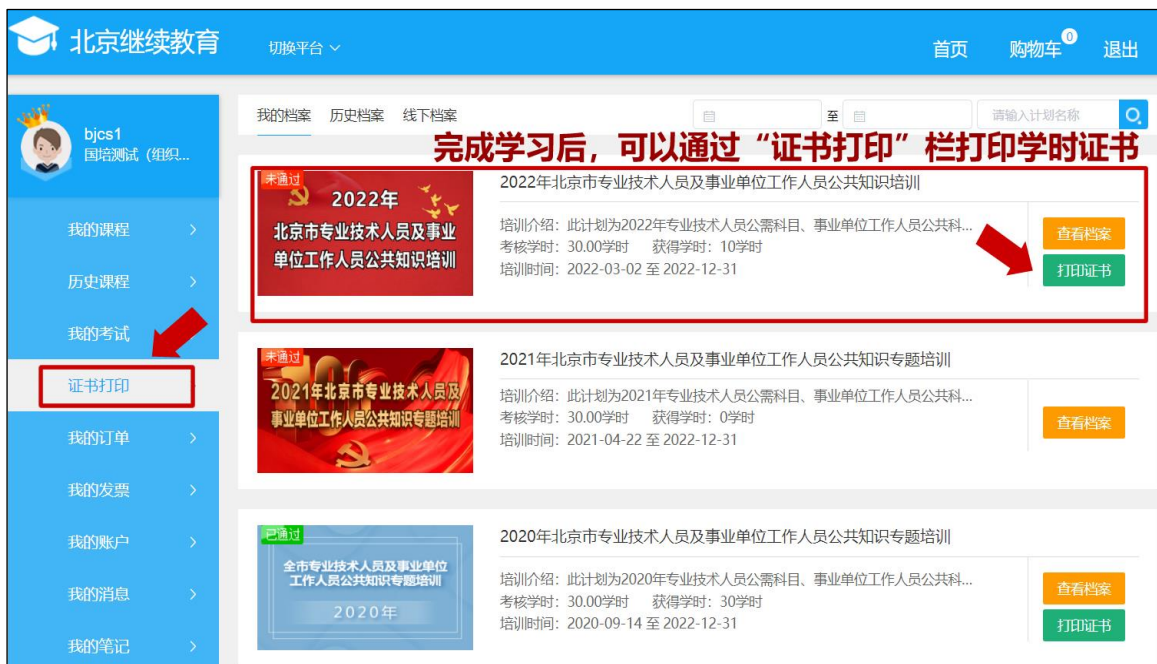 北京继续教育
切换平台
首页
购物车 0
退出
bjcs1
国培测试（组织...
我的课程
历史课程
我的考试
证书打印
我的订单
我的发票
我的账户
我的消息
我的笔记
我的档案 历史档案 线下档案
至
请输入计划名称
完成学习后，可以通过“证书打印”栏打印学时证书
未通过
2022年
北京市专业技术人员及事业
单位工作人员公共知识培训
2022年北京市专业技术人员及事业单位工作人员公共知识培训
培训介绍：此计划为2022年专业技术人员公需科目、事业单位工作人员公共科...
考核学时：30.00学时 获得学时：10学时
培训时间：2022-03-02 至 2022-12-31
查看档案
打印证书
未通过
2021年北京市专业技术人员及
事业单位工作人员公共知识专题培训
2021年北京市专业技术人员及事业单位工作人员公共知识专题培训
培训介绍：此计划为2021年专业技术人员公需科目、事业单位工作人员公共科...
考核学时：30.00学时 获得学时：0学时
培训时间：2021-04-22 至 2022-12-31
查看档案
已通过
全市专业技术人员及事业单位
工作人员公共知识专题培训
2020年
2020年北京市专业技术人员及事业单位工作人员公共知识专题培训
培训介绍：此计划为2020年专业技术人员公需科目、事业单位工作人员公共科...
考核学时：30.00学时 获得学时：30学时
培训时间：2020-09-14 至 2022-12-31
查看档案
打印证书